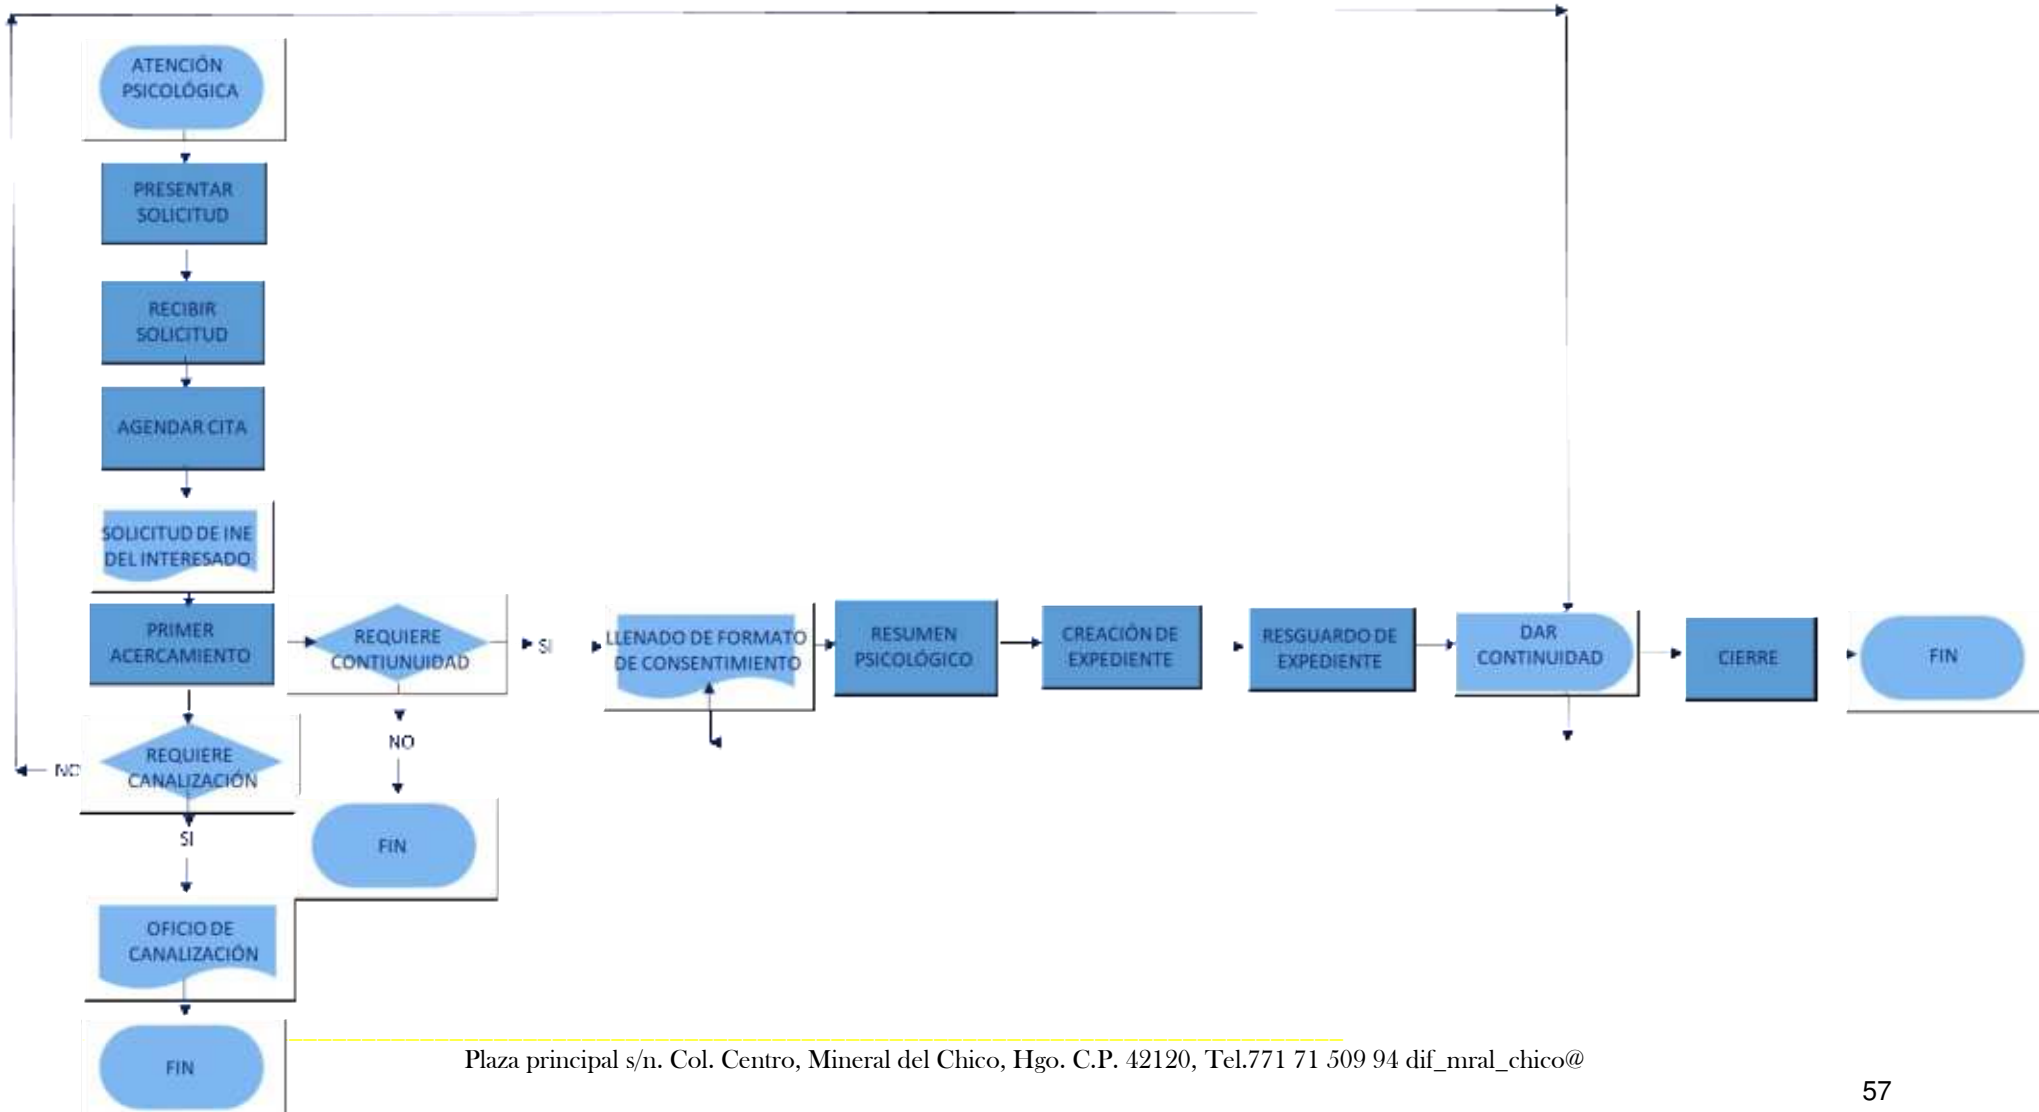 ATENCIÓN
PSICOLÓGICA
PRESENTAR
SOLICITUD
RECIBIR
SOLICITUD
AGENDAR CITA
SOLICITUD DE INE
DEL INTERESADO
PRIMER
ACERCAMIENTO
REQUIERE
CONTIUNUIDAD
SI
LLENADO DE FORMATO
DE CONSENTIMIENTO
RESUMEN
PSICOLÓGICO
CREACIÓN DE
EXPEDIENTE
RESGUARDO DE
EXPEDIENTE
DAR
CONTINUIDAD
CIERRE
FIN
NO
FIN
REQUIERE
CANALIZACIÓN
NO
SI
OFICIO DE
CANALIZACIÓN
FIN
Plaza principal s/n. Col. Centro, Mineral del Chico, Hgo. C.P. 42120, Tel.771 71 509 94 dif_mral_chico@
57